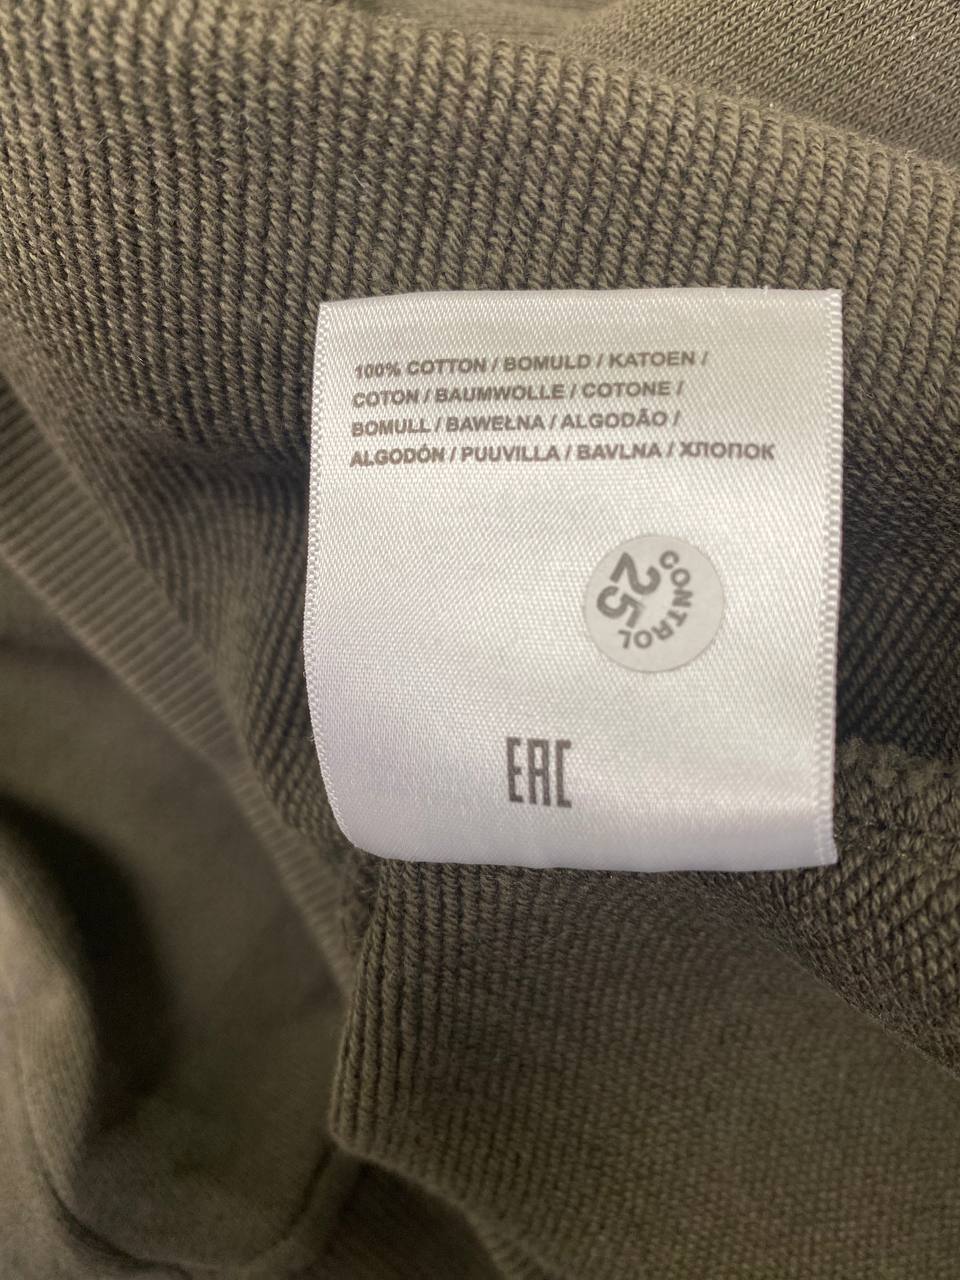 100% COTTON / BOMULD / KATOEN /
COTON / BAUMWOLLE / COTONE /
BOMULL / BAWEŁNA / ALGODÃO /
ALGODÓN / PUUVILLA / BAVLNA / ХЛОПОК
CONTROL
25
EAC